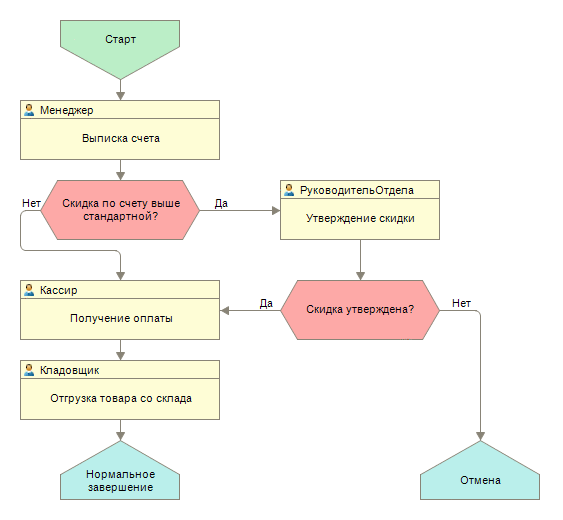 Старт
Менеджер
Выписка счета
Нет
Скидка по счету выше
стандартной?
Да
РуководительОтдела
Утверждение скидки
Кассир
Получение оплаты
Да
Скидка утверждена?
Нет
Кладовщик
Отгрузка товара со склада
Нормальное
завершение
Отмена